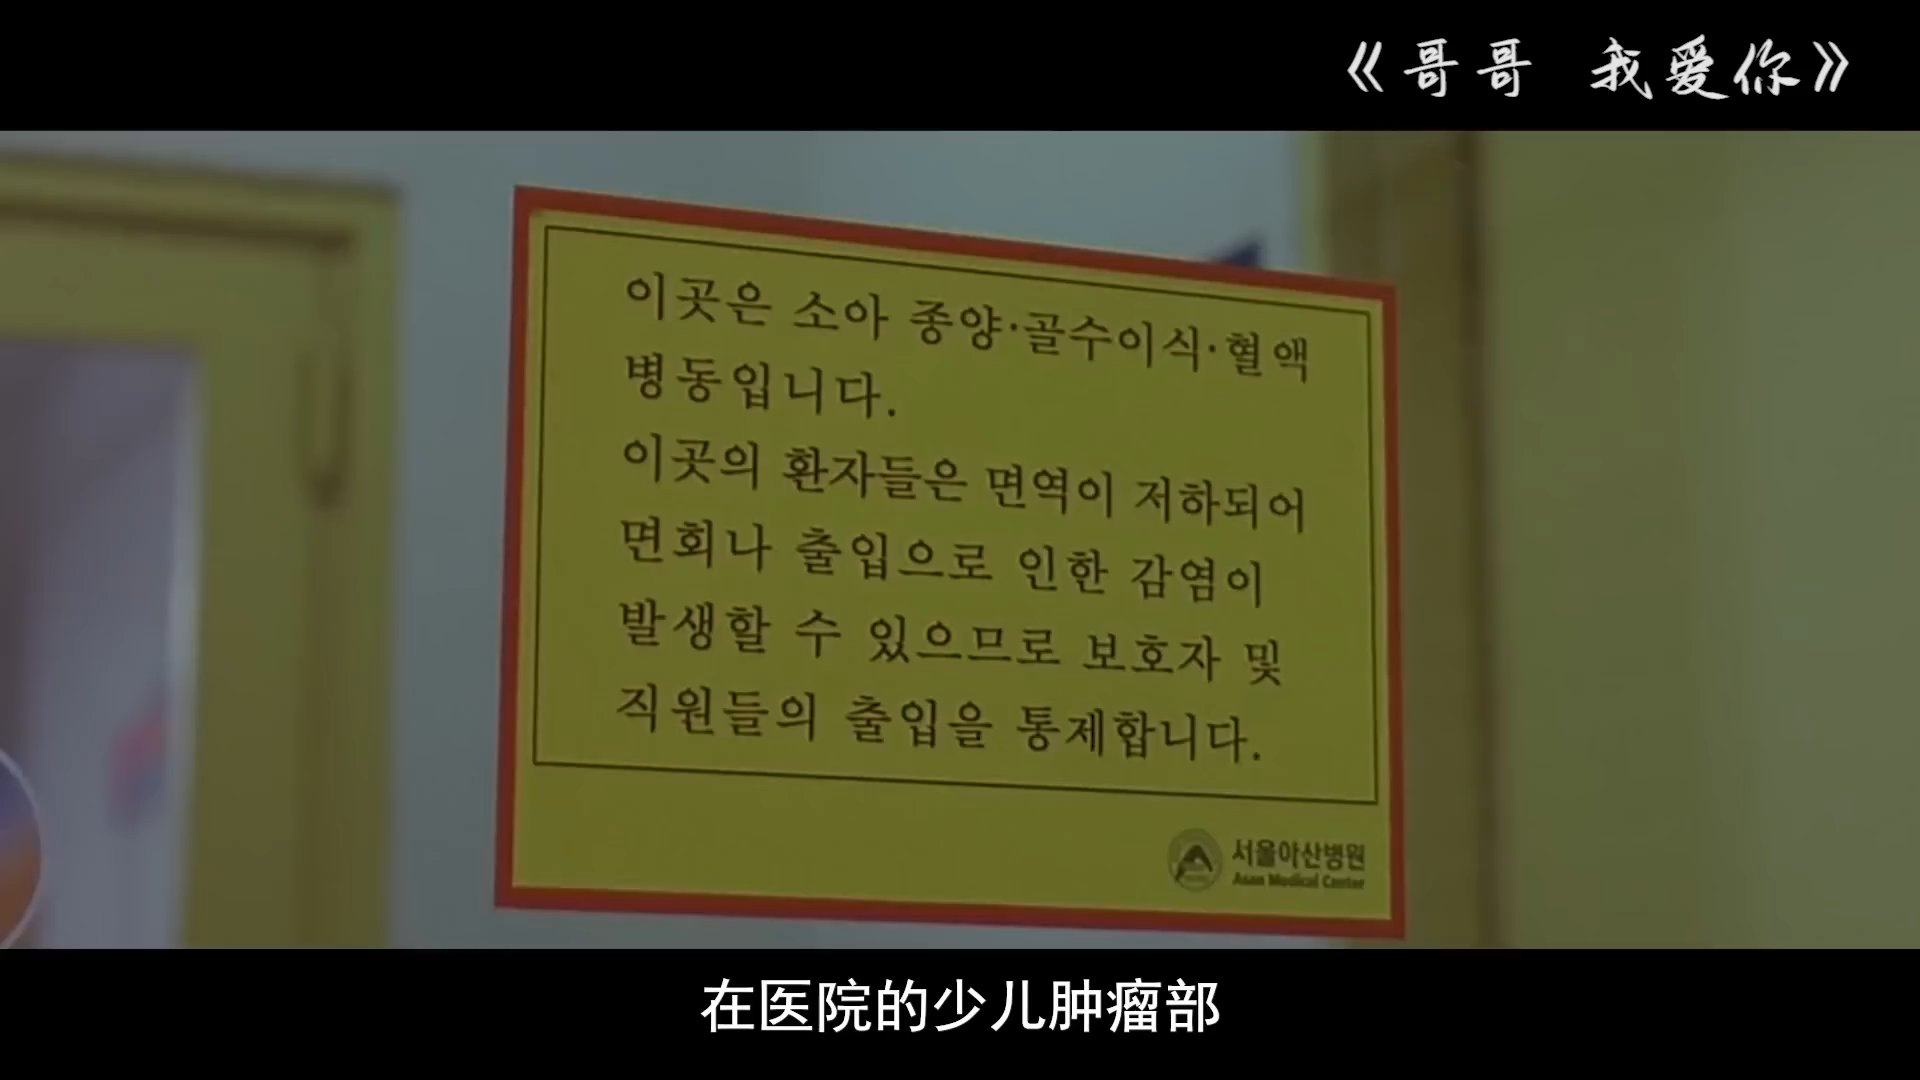 《哥哥 我爱你》
이곳은 소아 종양·골수이식·혈액
병동입니다.
이곳의 환자들은 면역이 저하되어
면회나 출입으로 인한 감염이
발생할 수 있으므로 보호자 및
직원들의 출입을 통제합니다.
서울아산병원
Asan Medical Center
在医院的少儿肿瘤部